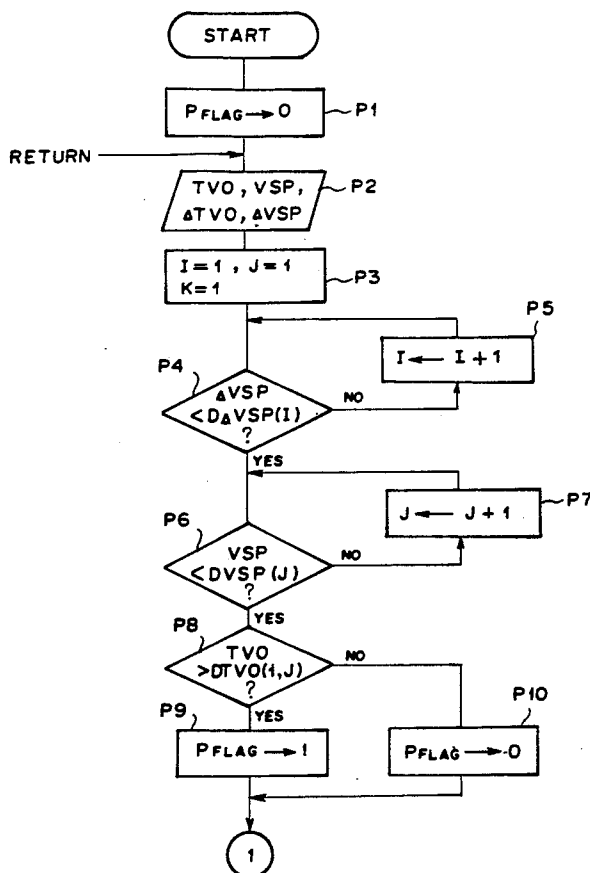 START
PFLAG → 0
P1
RETURN
TVO, VSP,
ΔTVO, ΔVSP
P2
I=1, J=1
K=1
P3
P5
I ← I+1
P4
ΔVSP
<DΔVSP(I)
?
NO
YES
J ← J+1
P7
P6
VSP
<DVSP(J)
?
NO
YES
P8
TVO
>DTVO(1,J)
?
NO
YES
P9
PFLAG → 1
P10
PFLAG → 0
1